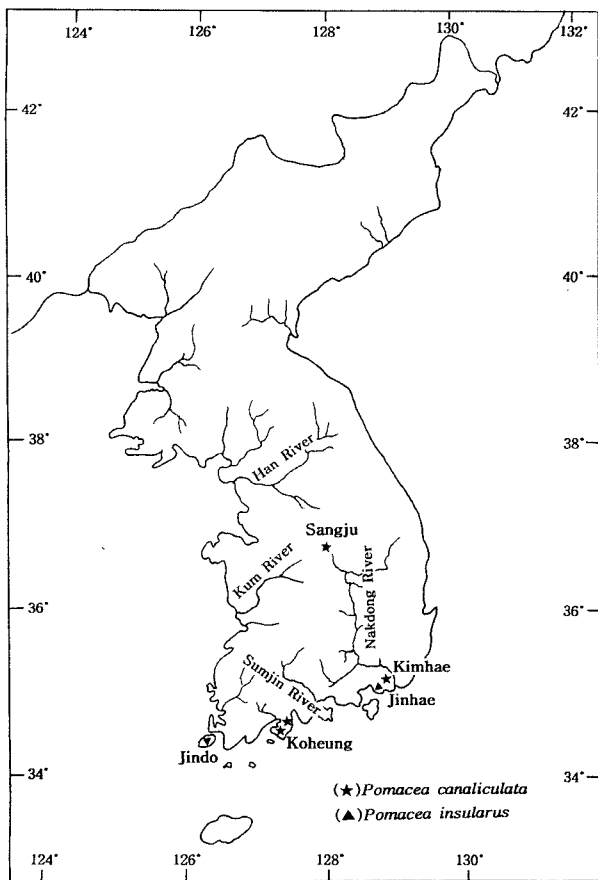 124° 126° 128° 130° 132°
42° 42°
40° 40°
38° 38°
Han River
Sangju
Kum River
Nakdong River
36° 36°
Kimhae
Sumjin River
Jinhae
Koheung
Jindo
34° 34°
(★) Pomacea canaliculata
(▲) Pomacea insularus
124° 126° 128° 130°